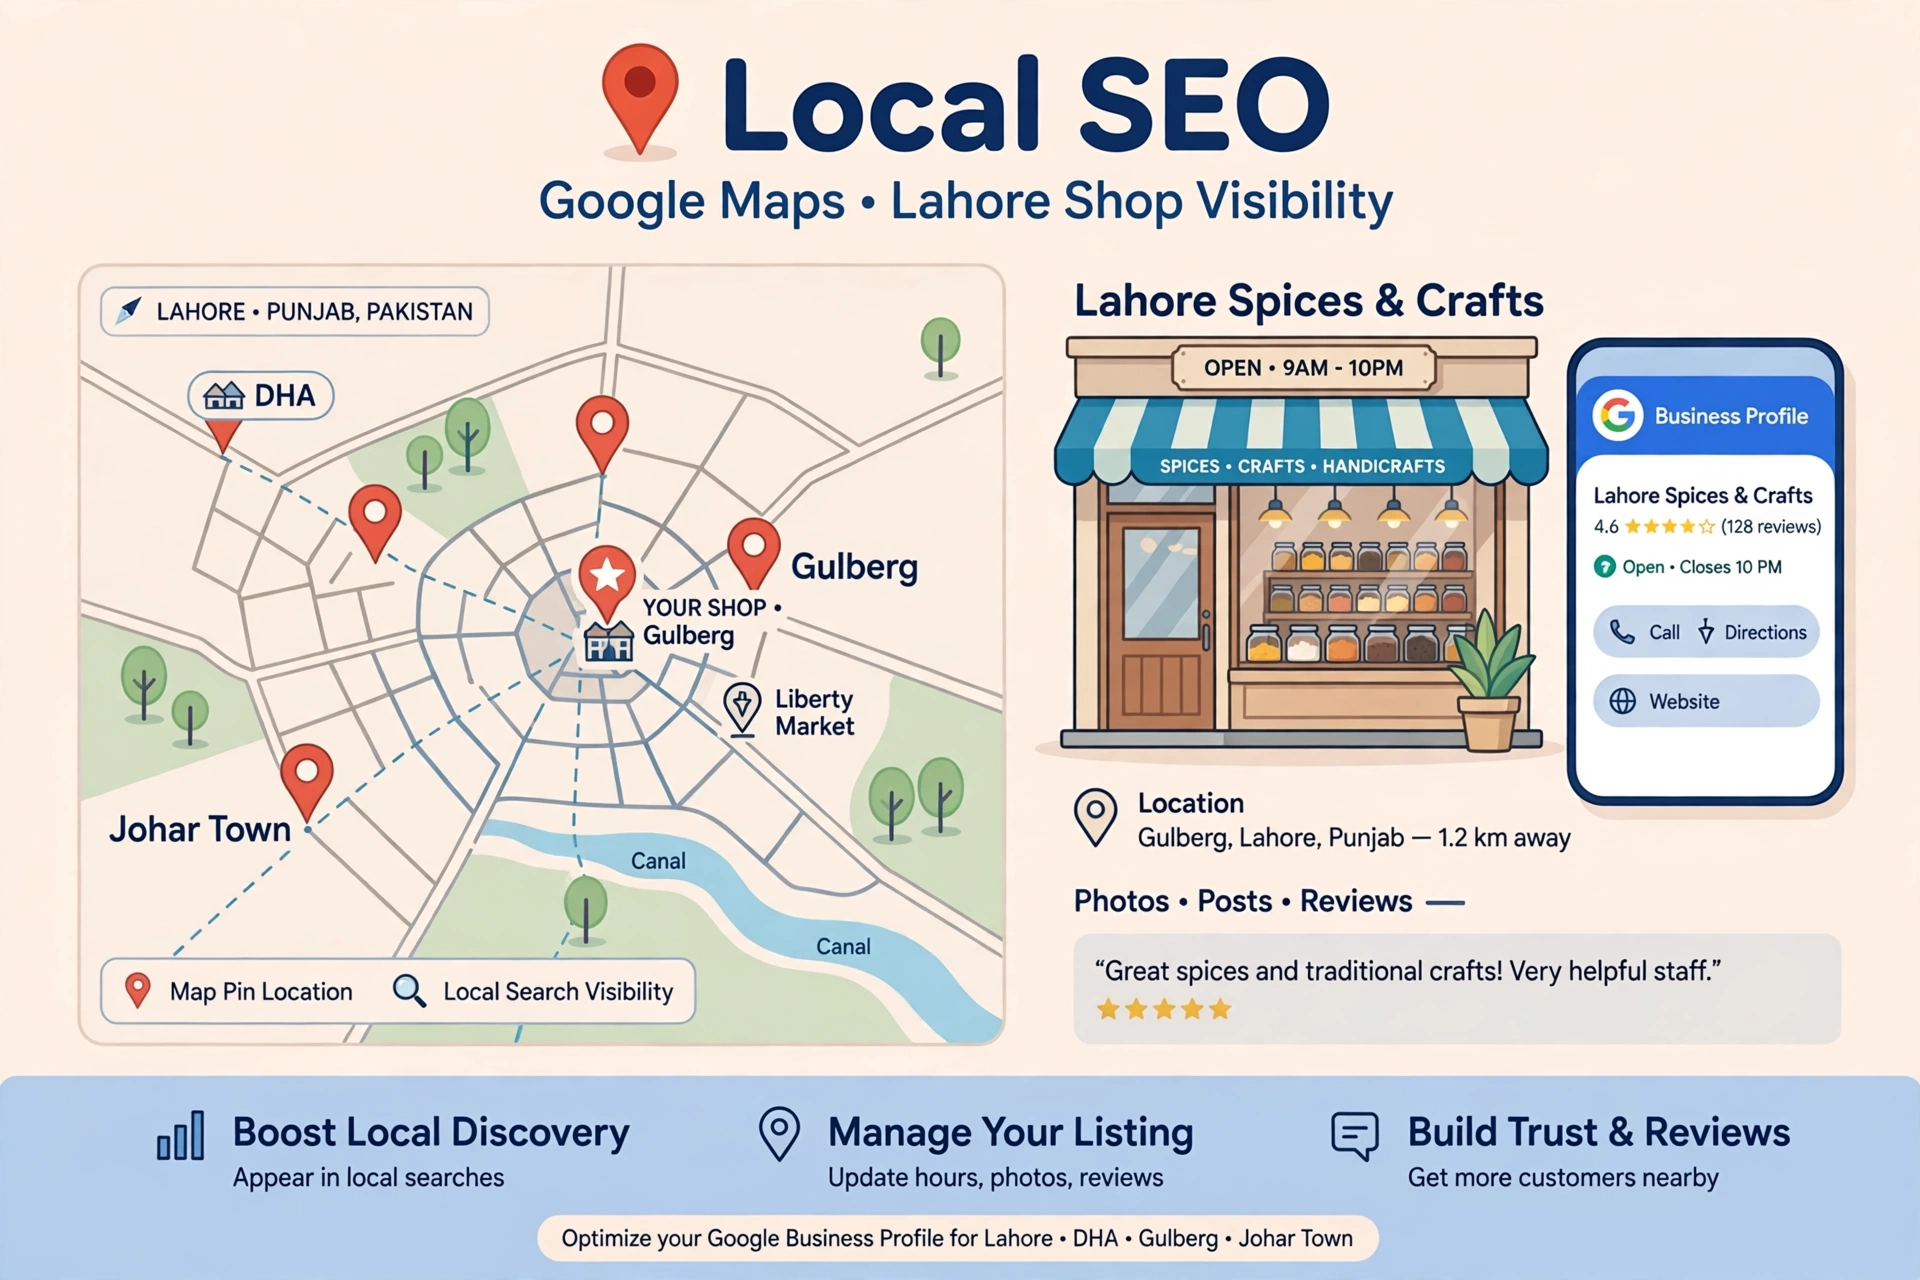 Local SEO
Google Maps • Lahore Shop Visibility
LAHORE • PUNJAB, PAKISTAN
DHA
Gulberg
YOUR SHOP •
Gulberg
Liberty
Market
Johar Town
Canal
Canal
Map Pin Location
Local Search Visibility
Lahore Spices & Crafts
OPEN • 9AM - 10PM
SPICES • CRAFTS • HANDICRAFTS
G Business Profile
Lahore Spices & Crafts
4.6 ★★★★☆ (128 reviews)
Open • Closes 10 PM
Call
Directions
Website
Location
Gulberg, Lahore, Punjab — 1.2 km away
Photos • Posts • Reviews —
“Great spices and traditional crafts! Very helpful staff.”
★★★★★
Boost Local Discovery
Appear in local searches
Manage Your Listing
Update hours, photos, reviews
Build Trust & Reviews
Get more customers nearby
Optimize your Google Business Profile for Lahore • DHA • Gulberg • Johar Town